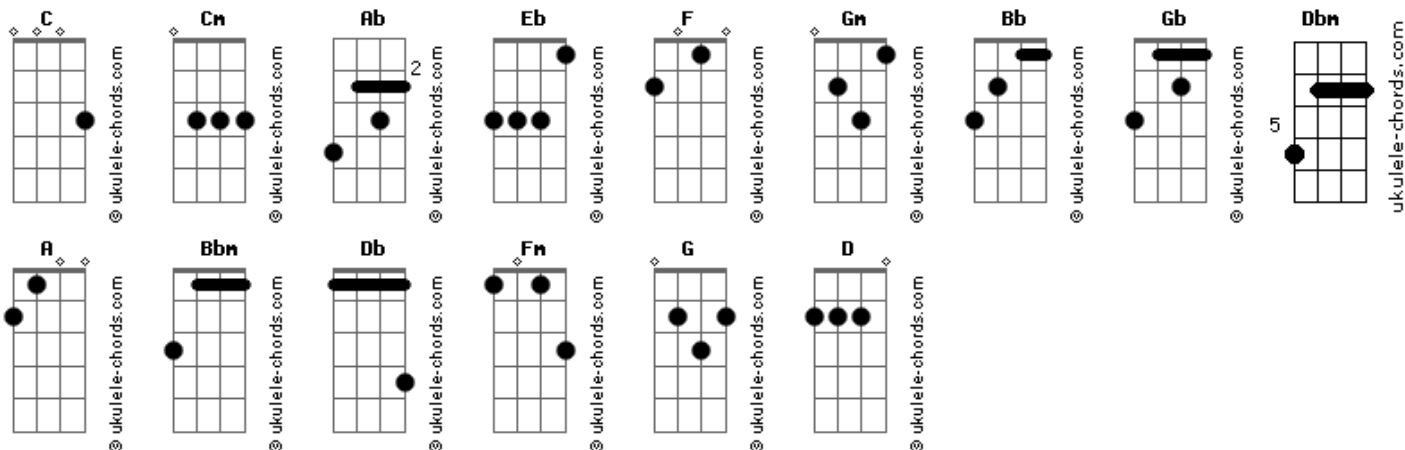 C Cm Ab Eb F Gm Bb Gb Dbm
2
5
© ukulele-chords.com © ukulele-chords.com © ukulele-chords.com © ukulele-chords.com © ukulele-chords.com © ukulele-chords.com © ukulele-chords.com © ukulele-chords.com ukulele-chords.com
A Bbm Db Fm G D
© ukulele-chords.com © ukulele-chords.com © ukulele-chords.com © ukulele-chords.com © ukulele-chords.com © ukulele-chords.com